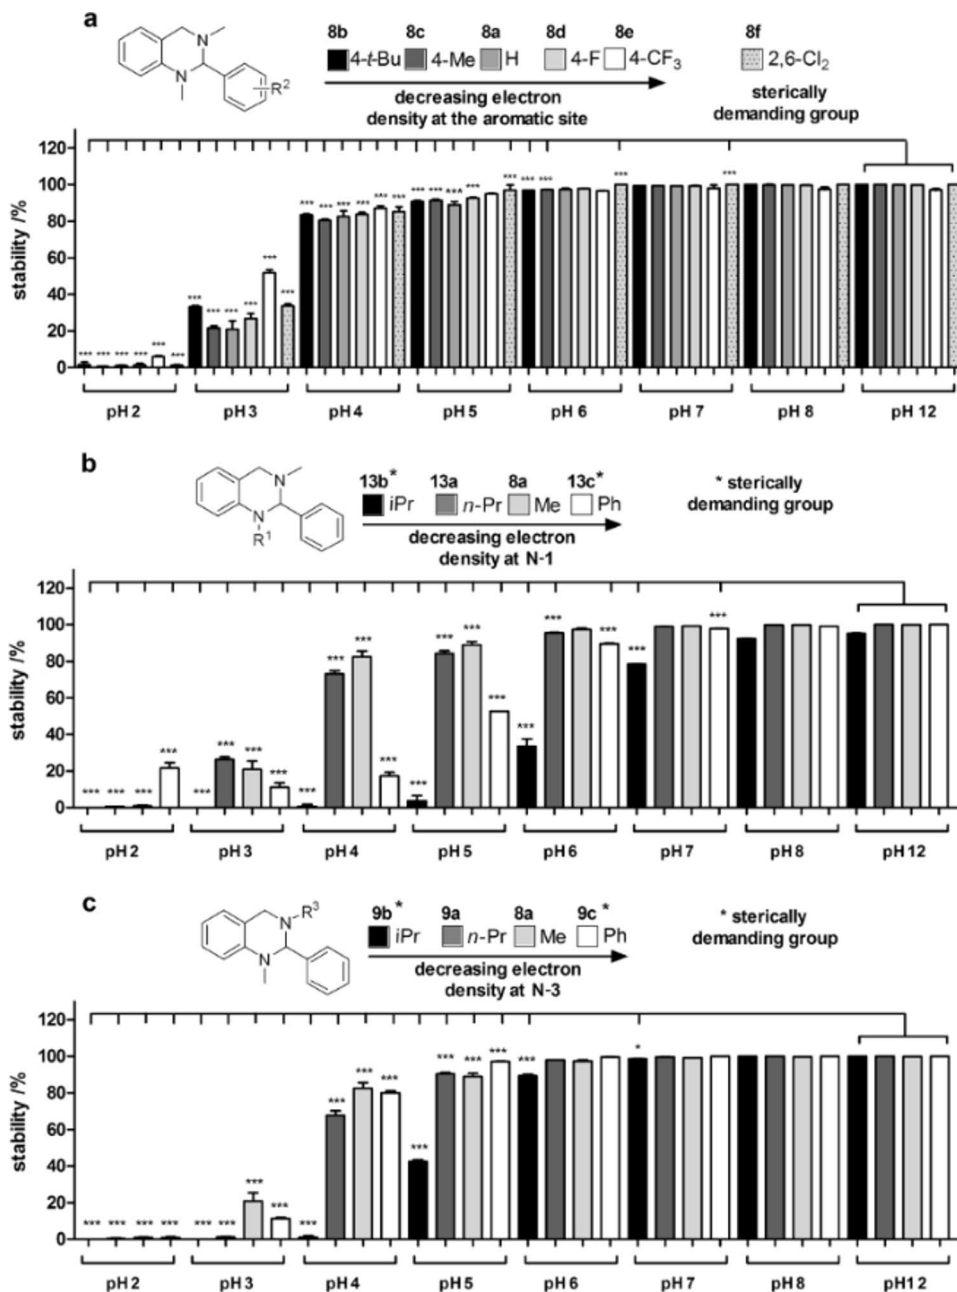 a
8b 8c 8a 8d 8e 8f
4-t-Bu 4-Me H 4-F 4-CF3 2,6-Cl2
decreasing electron
density at the aromatic site
sterically
demanding group
N
N
R2
stability /%
120
100
80
60
40
20
0
*** *** *** *** *** ***
*** *** *** *** *** ***
*** *** *** *** *** ***
*** *** *** *** ***
*** *** ***
***
pH 2 pH 3 pH 4 pH 5 pH 6 pH 7 pH 8 pH 12
b
13b* 13a 8a 13c*
iPr n-Pr Me Ph
decreasing electron
density at N-1
* sterically
demanding group
N
N
R1
stability /%
120
100
80
60
40
20
0
*** *** *** ***
*** *** *** ***
*** *** *** ***
*** *** *** ***
*** *** ***
*** ***
pH 2 pH 3 pH 4 pH 5 pH 6 pH 7 pH 8 pH 12
c
9b* 9a 8a 9c*
iPr n-Pr Me Ph
decreasing electron
density at N-3
* sterically
demanding group
N
R3
N
stability /%
120
100
80
60
40
20
0
*** *** *** ***
*** *** *** ***
*** *** *** ***
*** *** *** ***
***
*
pH 2 pH 3 pH 4 pH 5 pH 6 pH 7 pH 8 pH 12